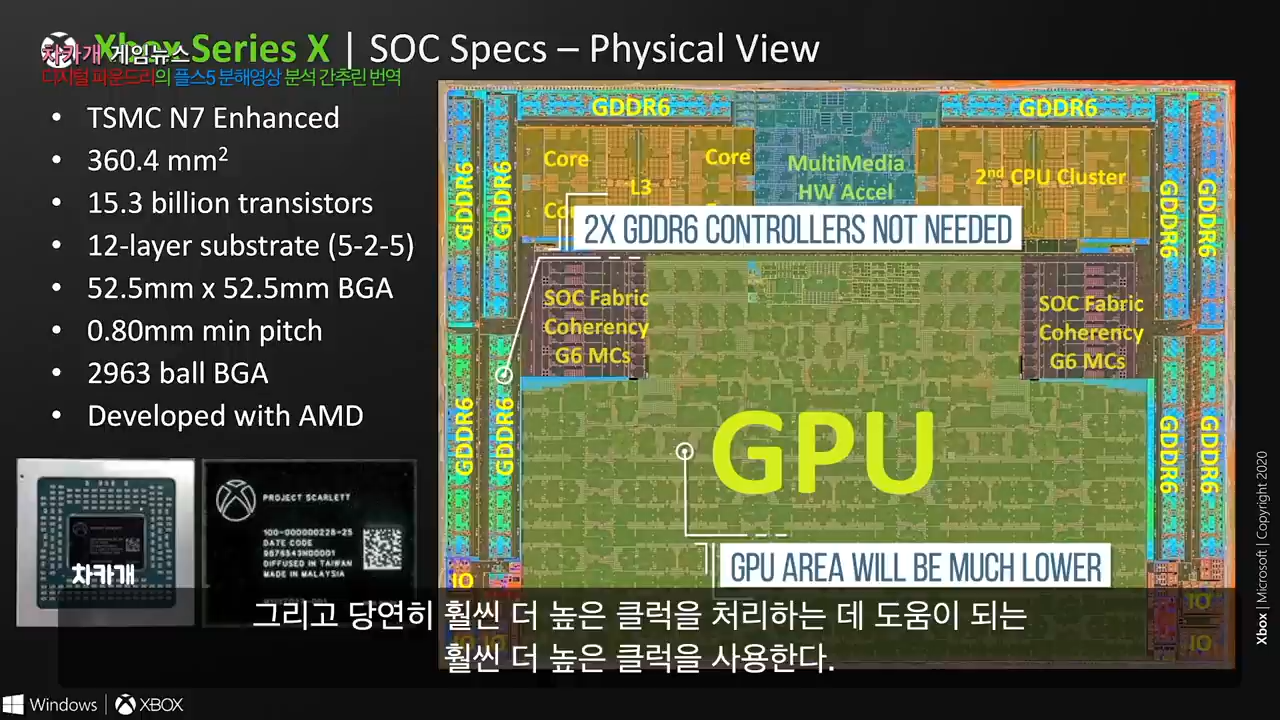 Xbox Series X | SOC Specs – Physical View
차카개 게임뉴스
디지털 파운드리의 플스5 분해영상 분석 간추린 번역
• TSMC N7 Enhanced
• 360.4 mm²
• 15.3 billion transistors
• 12-layer substrate (5-2-5)
• 52.5mm x 52.5mm BGA
• 0.80mm min pitch
• 2963 ball BGA
• Developed with AMD
GDDR6
GDDR6
GDDR6
GDDR6
GDDR6
GDDR6
Core
Core
L3
MultiMedia
HW Accel
2nd CPU Cluster
2X GDDR6 CONTROLLERS NOT NEEDED
SOC Fabric
Coherency
G6 MCs
SOC Fabric
Coherency
G6 MCs
GDDR6
GDDR6
GDDR6
GDDR6
GPU
GPU AREA WILL BE MUCH LOWER
IO
IO
IO
PROJECT SCARLETT
100-000000228-25
DATE CODE
DIFFUSED IN TAIWAN
MADE IN MALAYSIA
차카개
그리고 당연히 훨씬 더 높은 클럭을 처리하는 데 도움이 되는
훨씬 더 높은 클럭을 사용한다.
Xbox | Microsoft | Copyright 2020
Windows | XBOX